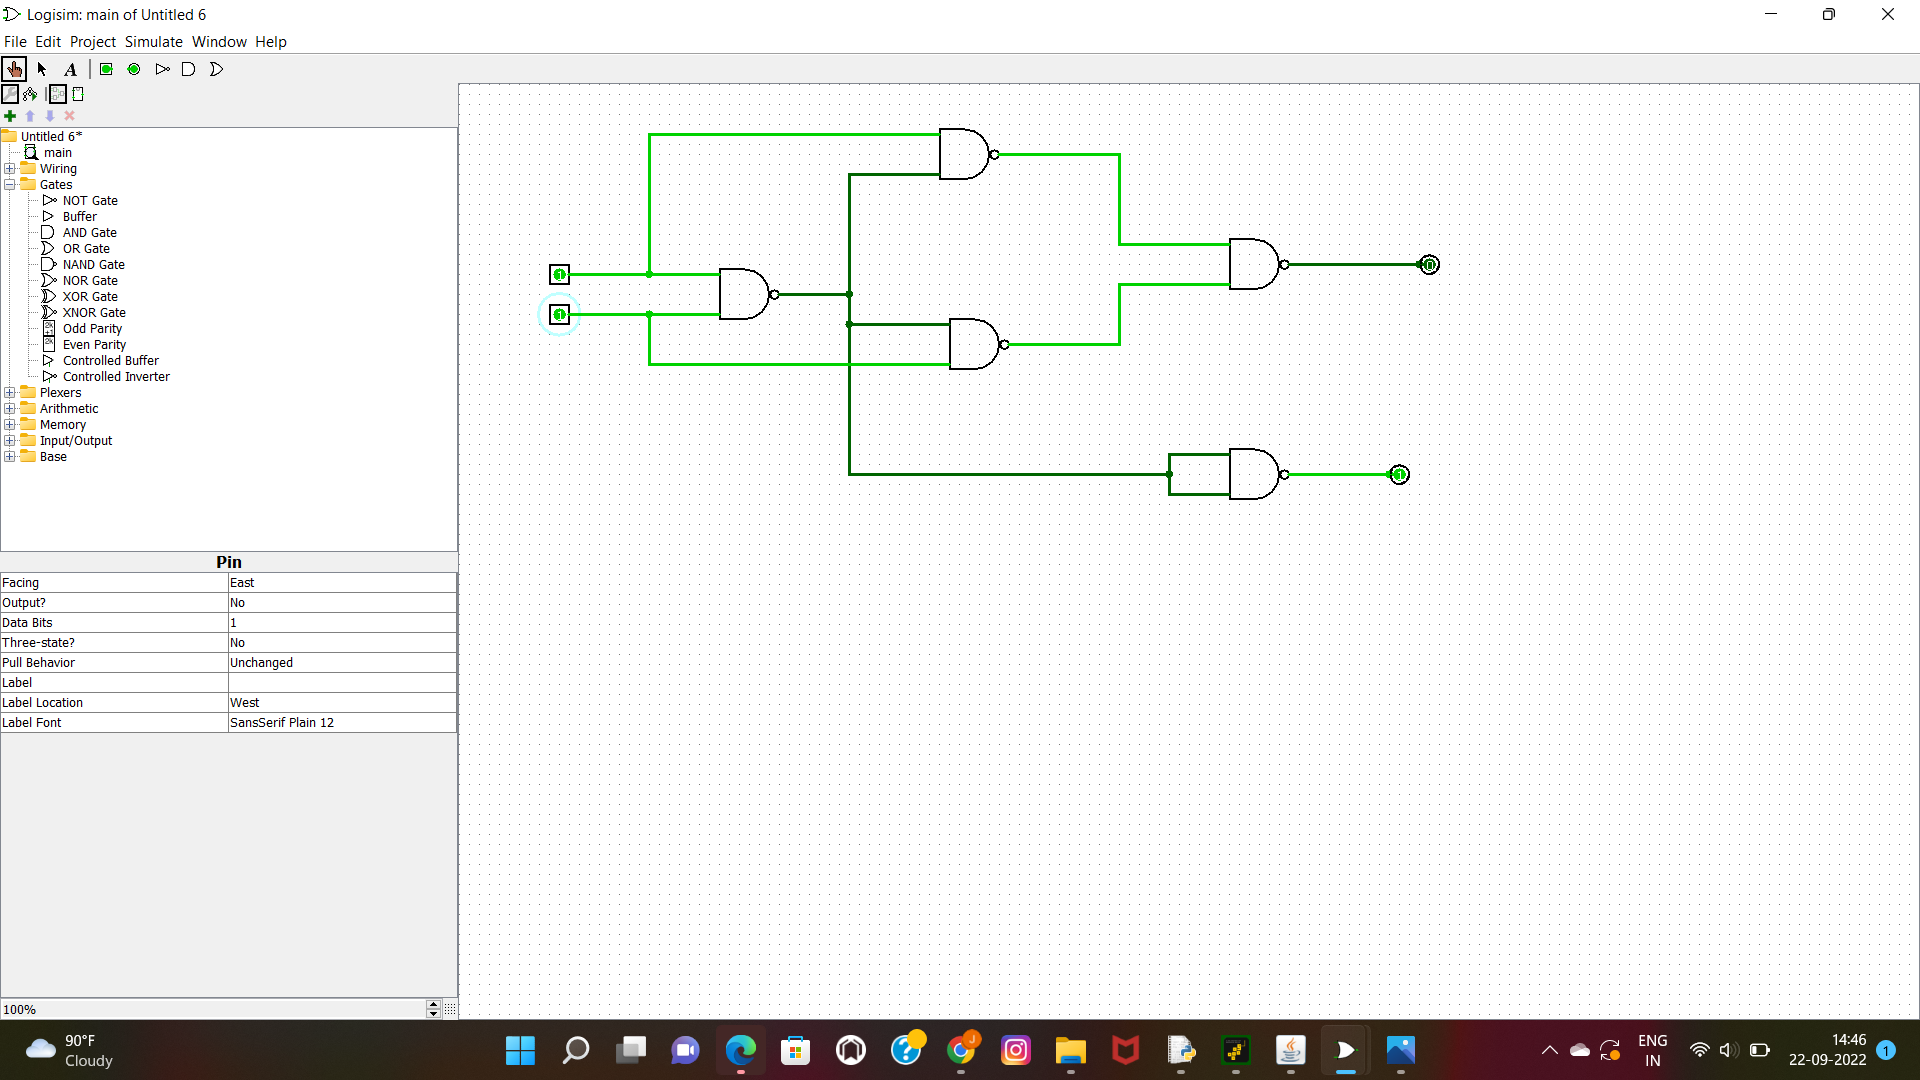 Logisim: main of Untitled 6
File Edit Project Simulate Window Help
A
Untitled 6*
main
Wiring
Gates
NOT Gate
Buffer
AND Gate
OR Gate
NAND Gate
NOR Gate
XOR Gate
XNOR Gate
Odd Parity
Even Parity
Controlled Buffer
Controlled Inverter
Plexers
Arithmetic
Memory
Input/Output
Base
Pin
Facing East
Output? No
Data Bits 1
Three-state? No
Pull Behavior Unchanged
Label
Label Location West
Label Font SansSerif Plain 12
100%
1
1
0
1
90°F
Cloudy
ENG
IN
14:46
22-09-2022
1